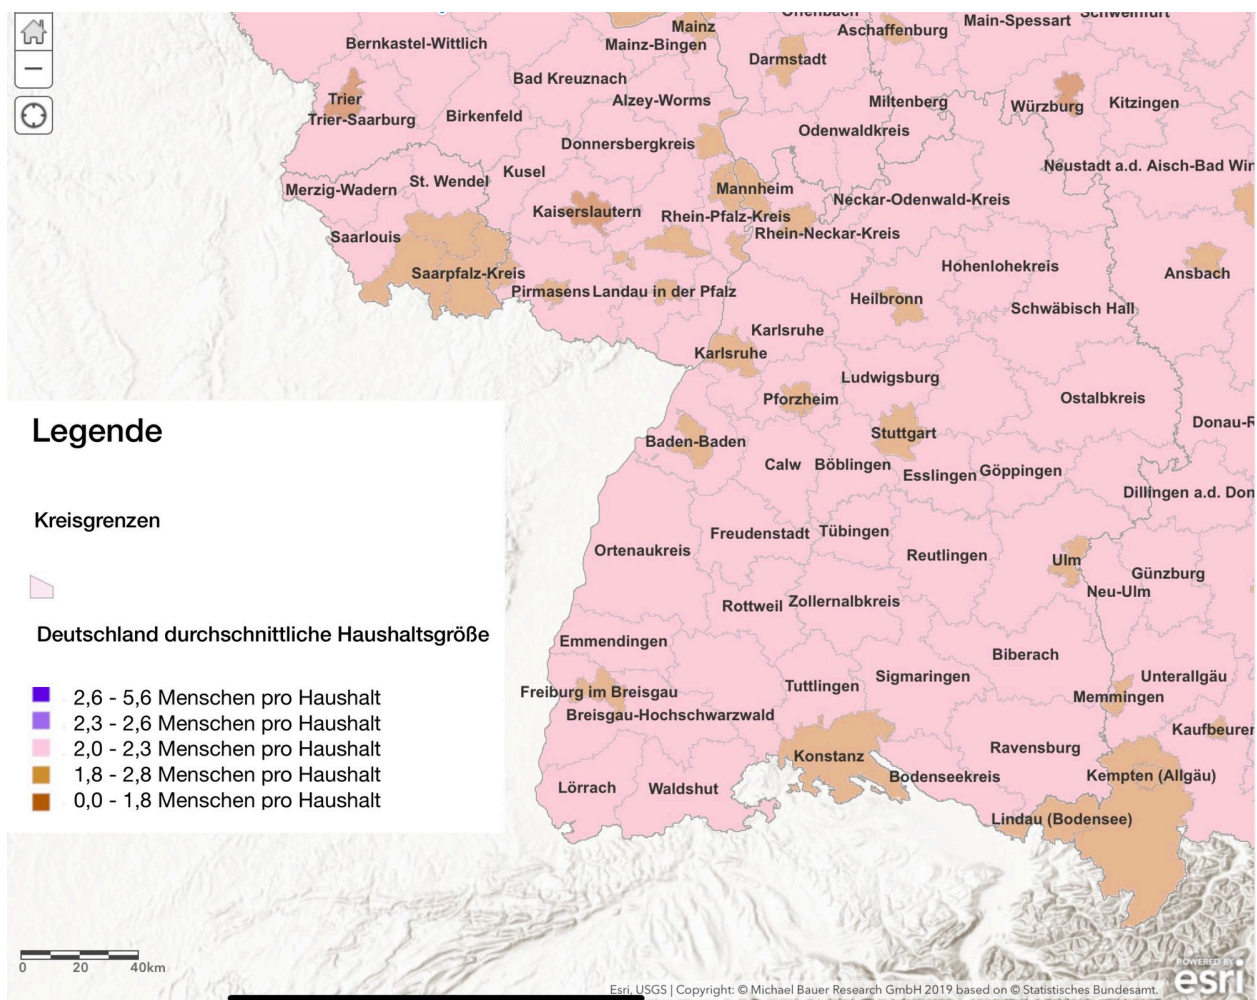 Offenbach
Schweinfurt
Mainz
Main-Spessart
Aschaffenburg
Bernkastel-Wittlich
Mainz-Bingen
Darmstadt
Bad Kreuznach
Trier
Alzey-Worms
Miltenberg
Würzburg
Kitzingen
Trier-Saarburg
Birkenfeld
Odenwaldkreis
Donnersbergkreis
Neustadt a.d. Aisch-Bad Win
Kusel
St. Wendel
Merzig-Wadern
Mannheim
Neckar-Odenwald-Kreis
Kaiserslautern
Rhein-Pfalz-Kreis
Saarlouis
Rhein-Neckar-Kreis
Hohenlohekreis
Saarpfalz-Kreis
Ansbach
Pirmasens
Landau in der Pfalz
Heilbronn
Schwäbisch Hall
Karlsruhe
Karlsruhe
Ludwigsburg
Pforzheim
Ostalbkreis
Donau-R
Stuttgart
Baden-Baden
Calw
Böblingen
Esslingen
Göppingen
Dillingen a.d. Don
Freudenstadt
Tübingen
Ortenaukreis
Reutlingen
Ulm
Günzburg
Neu-Ulm
Rottweil
Zollernalbkreis
Emmendingen
Biberach
Sigmaringen
Unterallgäu
Tuttlingen
Freiburg im Breisgau
Memmingen
Breisgau-Hochschwarzwald
Kaufbeuren
Ravensburg
Konstanz
Bodenseekreis
Kempten (Allgäu)
Lörrach
Waldshut
Lindau (Bodensee)
Legende
Kreisgrenzen
Deutschland durchschnittliche Haushaltsgröße
2,6 - 5,6 Menschen pro Haushalt
2,3 - 2,6 Menschen pro Haushalt
2,0 - 2,3 Menschen pro Haushalt
1,8 - 2,8 Menschen pro Haushalt
0,0 - 1,8 Menschen pro Haushalt
0 20 40km
POWERED BY
esri
Esri, USGS | Copyright: © Michael Bauer Research GmbH 2019 based on © Statistisches Bundesamt.